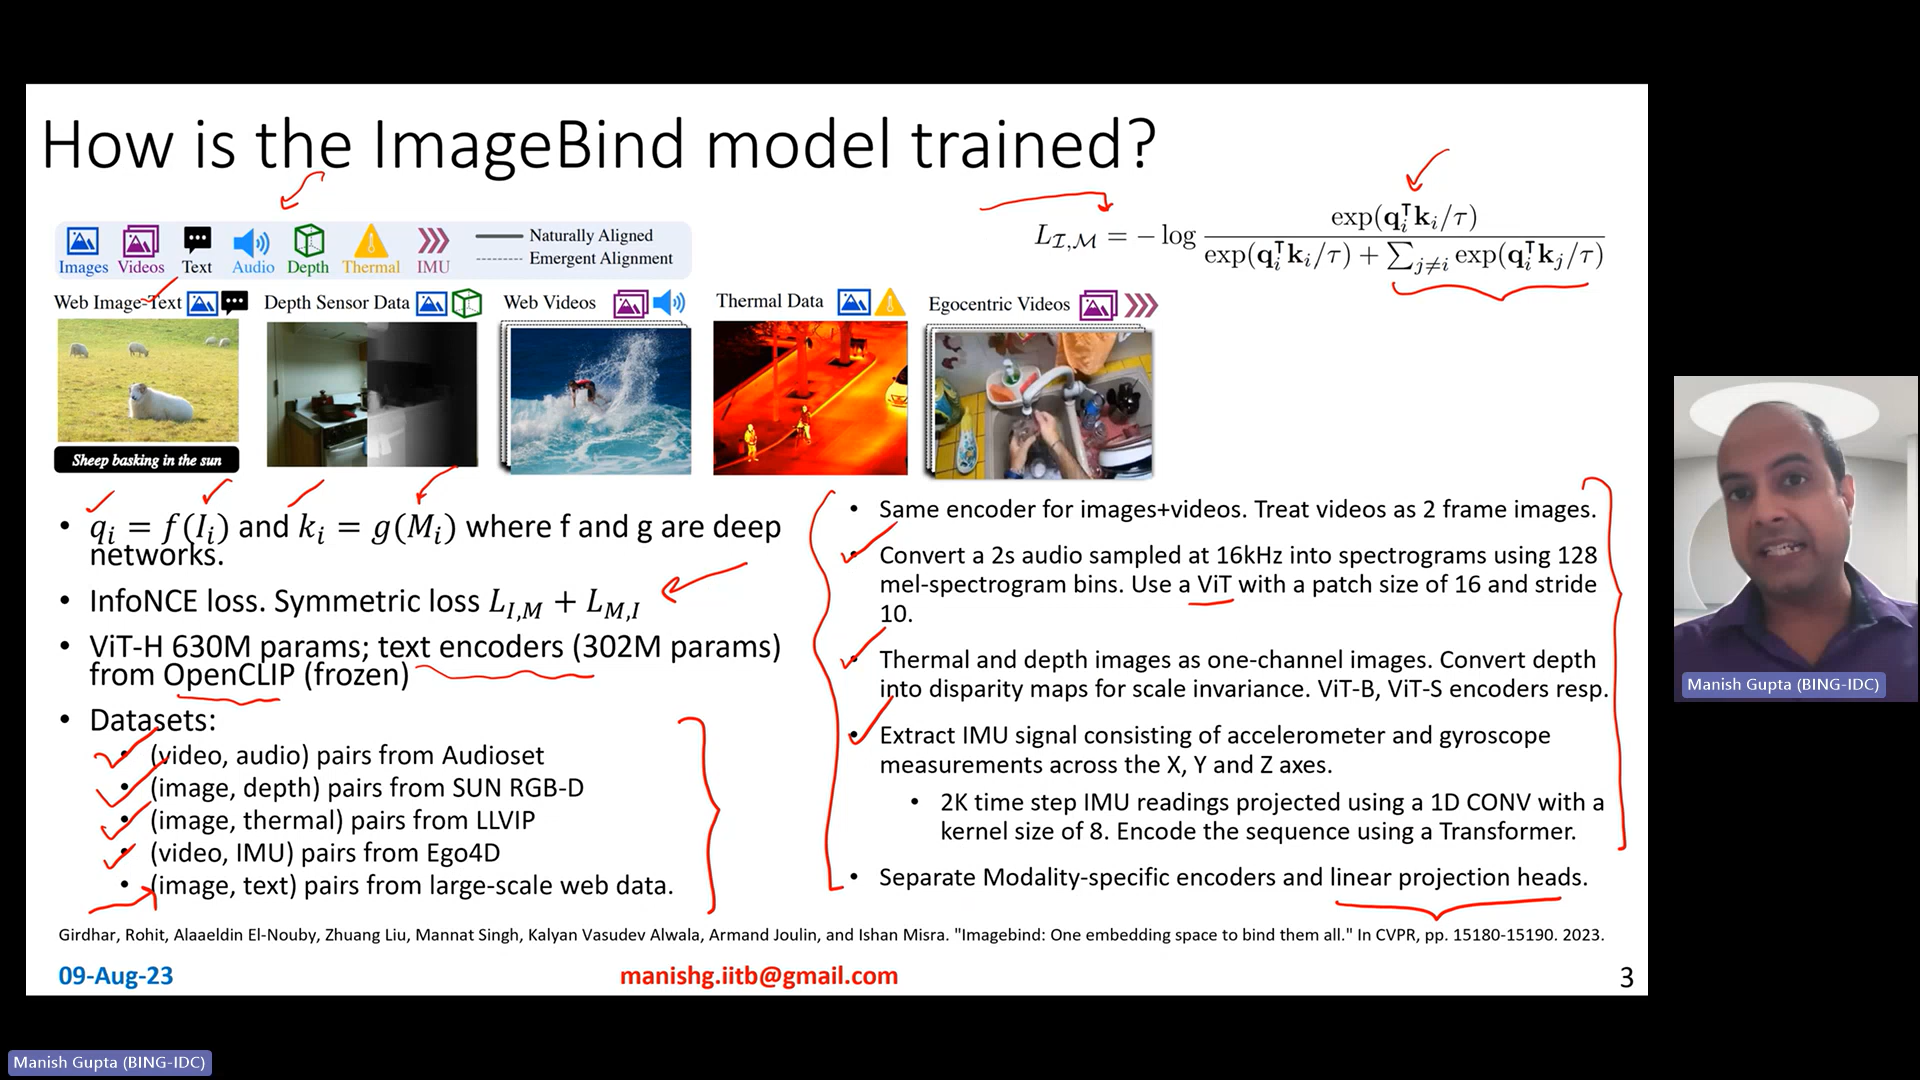 How is the ImageBind model trained?
Images Videos Text Audio Depth Thermal IMU
Naturally Aligned
Emergent Alignment
L_{I,M} = − log exp(q_i^T k_i/τ) / (exp(q_i^T k_i/τ) + ∑_{j≠i} exp(q_i^T k_j/τ))
Web Image-Text
Depth Sensor Data
Web Videos
Thermal Data
Egocentric Videos
Sheep basking in the sun
• q_i = f(I_i) and k_i = g(M_i) where f and g are deep
networks.
• InfoNCE loss. Symmetric loss L_{I,M} + L_{M,I}
• ViT-H 630M params; text encoders (302M params)
from OpenCLIP (frozen)
• Datasets:
• (video, audio) pairs from Audioset
• (image, depth) pairs from SUN RGB-D
• (image, thermal) pairs from LLVIP
• (video, IMU) pairs from Ego4D
• (image, text) pairs from large-scale web data.
• Same encoder for images+videos. Treat videos as 2 frame images.
• Convert a 2s audio sampled at 16kHz into spectrograms using 128
mel-spectrogram bins. Use a ViT with a patch size of 16 and stride
10.
• Thermal and depth images as one-channel images. Convert depth
into disparity maps for scale invariance. ViT-B, ViT-S encoders resp.
• Extract IMU signal consisting of accelerometer and gyroscope
measurements across the X, Y and Z axes.
• 2K time step IMU readings projected using a 1D CONV with a
kernel size of 8. Encode the sequence using a Transformer.
• Separate Modality-specific encoders and linear projection heads.
Girdhar, Rohit, Alaaeldin El-Nouby, Zhuang Liu, Mannat Singh, Kalyan Vasudev Alwala, Armand Joulin, and Ishan Misra. "Imagebind: One embedding space to bind them all." In CVPR, pp. 15180-15190. 2023.
09-Aug-23
manishg.iitb@gmail.com
3
Manish Gupta (BING-IDC)
Manish Gupta (BING-IDC)